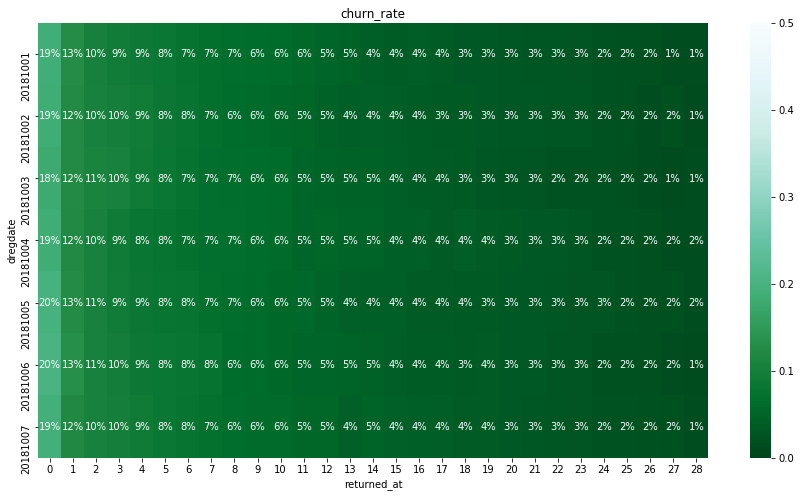 churn_rate
dregdate
20181001 19% 13% 10% 9% 9% 8% 7% 7% 7% 6% 6% 6% 5% 5% 4% 4% 4% 4% 3% 3% 3% 3% 3% 3% 2% 2% 2% 1% 1%
20181002 19% 12% 10% 10% 9% 8% 8% 7% 6% 6% 6% 5% 5% 4% 4% 4% 4% 3% 3% 3% 3% 3% 3% 3% 2% 2% 2% 2% 1%
20181003 18% 12% 11% 10% 9% 8% 7% 7% 7% 6% 6% 5% 5% 5% 5% 4% 4% 4% 3% 3% 3% 3% 2% 2% 2% 2% 2% 1% 1%
20181004 19% 12% 10% 9% 8% 8% 7% 7% 7% 6% 6% 5% 5% 5% 5% 4% 4% 4% 4% 4% 3% 3% 3% 3% 2% 2% 2% 2% 2%
20181005 20% 13% 11% 9% 9% 8% 8% 7% 7% 6% 6% 5% 5% 4% 4% 4% 4% 4% 4% 3% 3% 3% 3% 3% 3% 2% 2% 2% 2%
20181006 20% 13% 11% 10% 9% 8% 8% 8% 6% 6% 6% 5% 5% 5% 5% 4% 4% 4% 3% 4% 3% 3% 3% 3% 2% 2% 2% 2% 1%
20181007 19% 12% 10% 10% 9% 8% 8% 7% 6% 6% 6% 5% 5% 4% 5% 4% 4% 4% 4% 4% 3% 3% 3% 3% 2% 2% 2% 2% 1%
0 1 2 3 4 5 6 7 8 9 10 11 12 13 14 15 16 17 18 19 20 21 22 23 24 25 26 27 28
returned_at
0.5
0.4
0.3
0.2
0.1
0.0